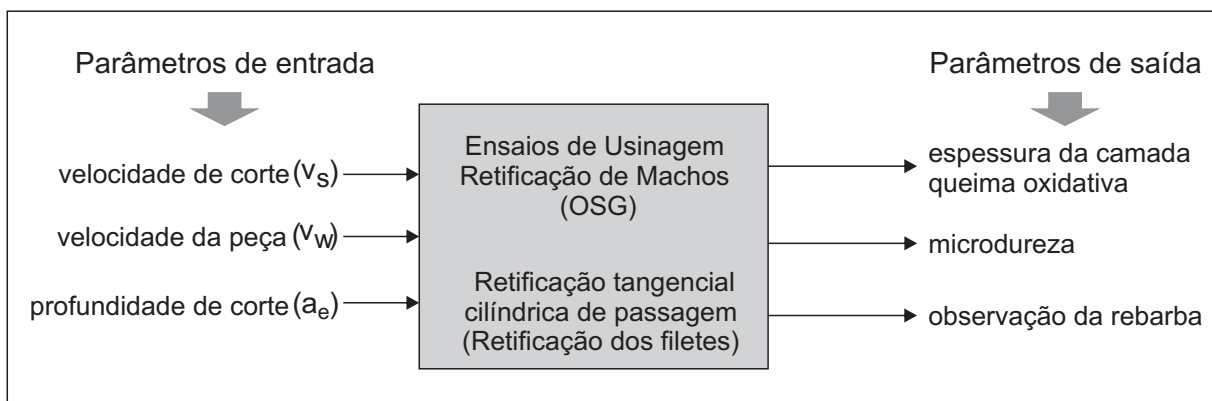 Parâmetros de entrada
velocidade de corte (vs)
velocidade da peça (vw)
profundidade de corte (ae)
Ensaios de Usinagem
Retificação de Machos
(OSG)
Retificação tangencial
cilíndrica de passagem
(Retificação dos filetes)
Parâmetros de saída
espessura da camada
queima oxidativa
microdureza
observação da rebarba